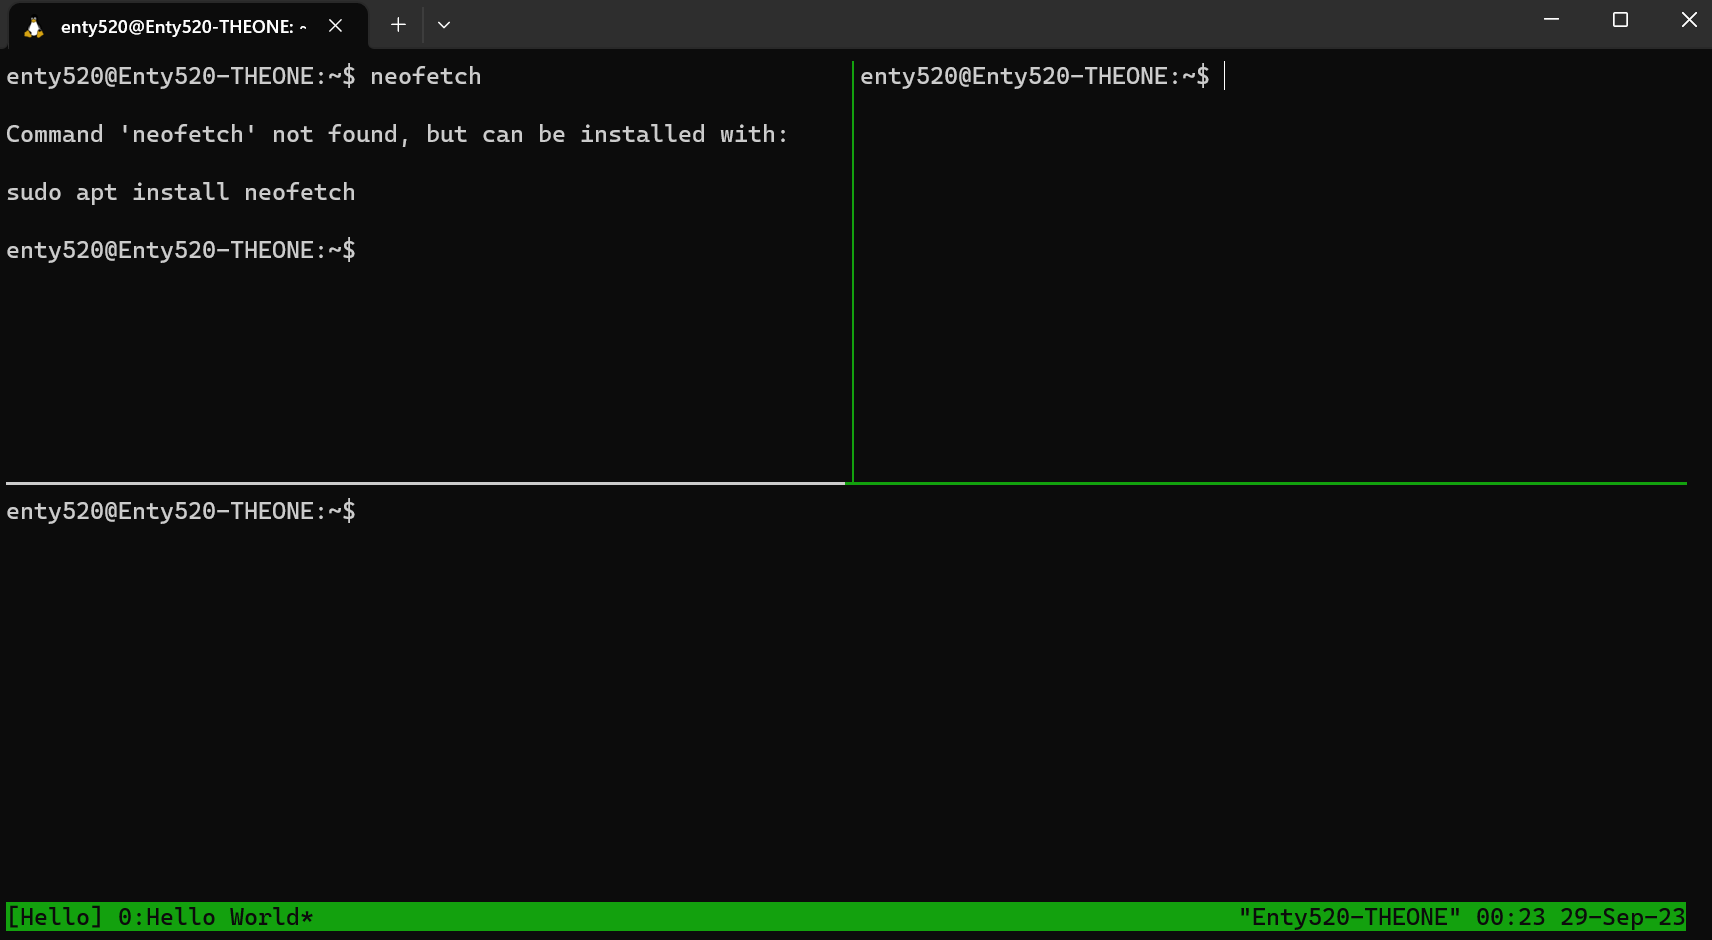 enty520@Enty520-THEONE: ~
enty520@Enty520-THEONE:~$ neofetch
Command 'neofetch' not found, but can be installed with:
sudo apt install neofetch
enty520@Enty520-THEONE:~$
enty520@Enty520-THEONE:~$
enty520@Enty520-THEONE:~$
[Hello] 0:Hello World*
"Enty520-THEONE" 00:23 29-Sep-23